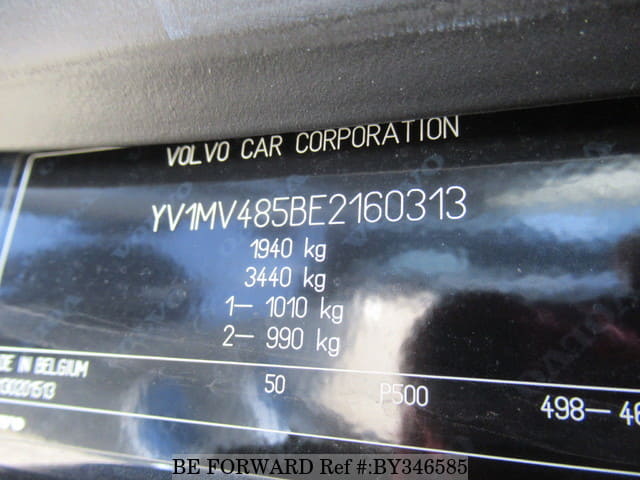 VOLVO CAR CORPORATION
YV1MV485BE2160313
1940 kg
3440 kg
1– 1010 kg
2– 990 kg
DE IN BELGIUM
50 P500 498–46
BE FORWARD Ref #:BY346585